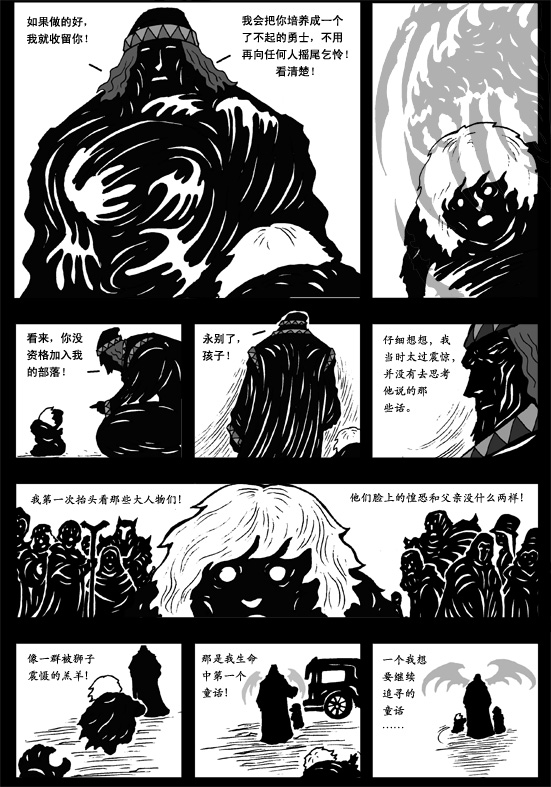 如果做的好，
我就收留你！
我会把你培养成一个
了不起的勇士，不用
再向任何人摇尾乞怜！
看清楚！
看来，你没
资格加入我
的部落！
永别了，
孩子！
仔细想想，我
当时太过震惊，
并没有去思考
他说的那
些话。
我第一次抬头看那些大人物们！
他们脸上的惶恐和父亲没什么两样！
像一群被狮子
震慑的羔羊！
那是我生命
中第一个
童话！
一个我想
要继续
追寻的
童话
……